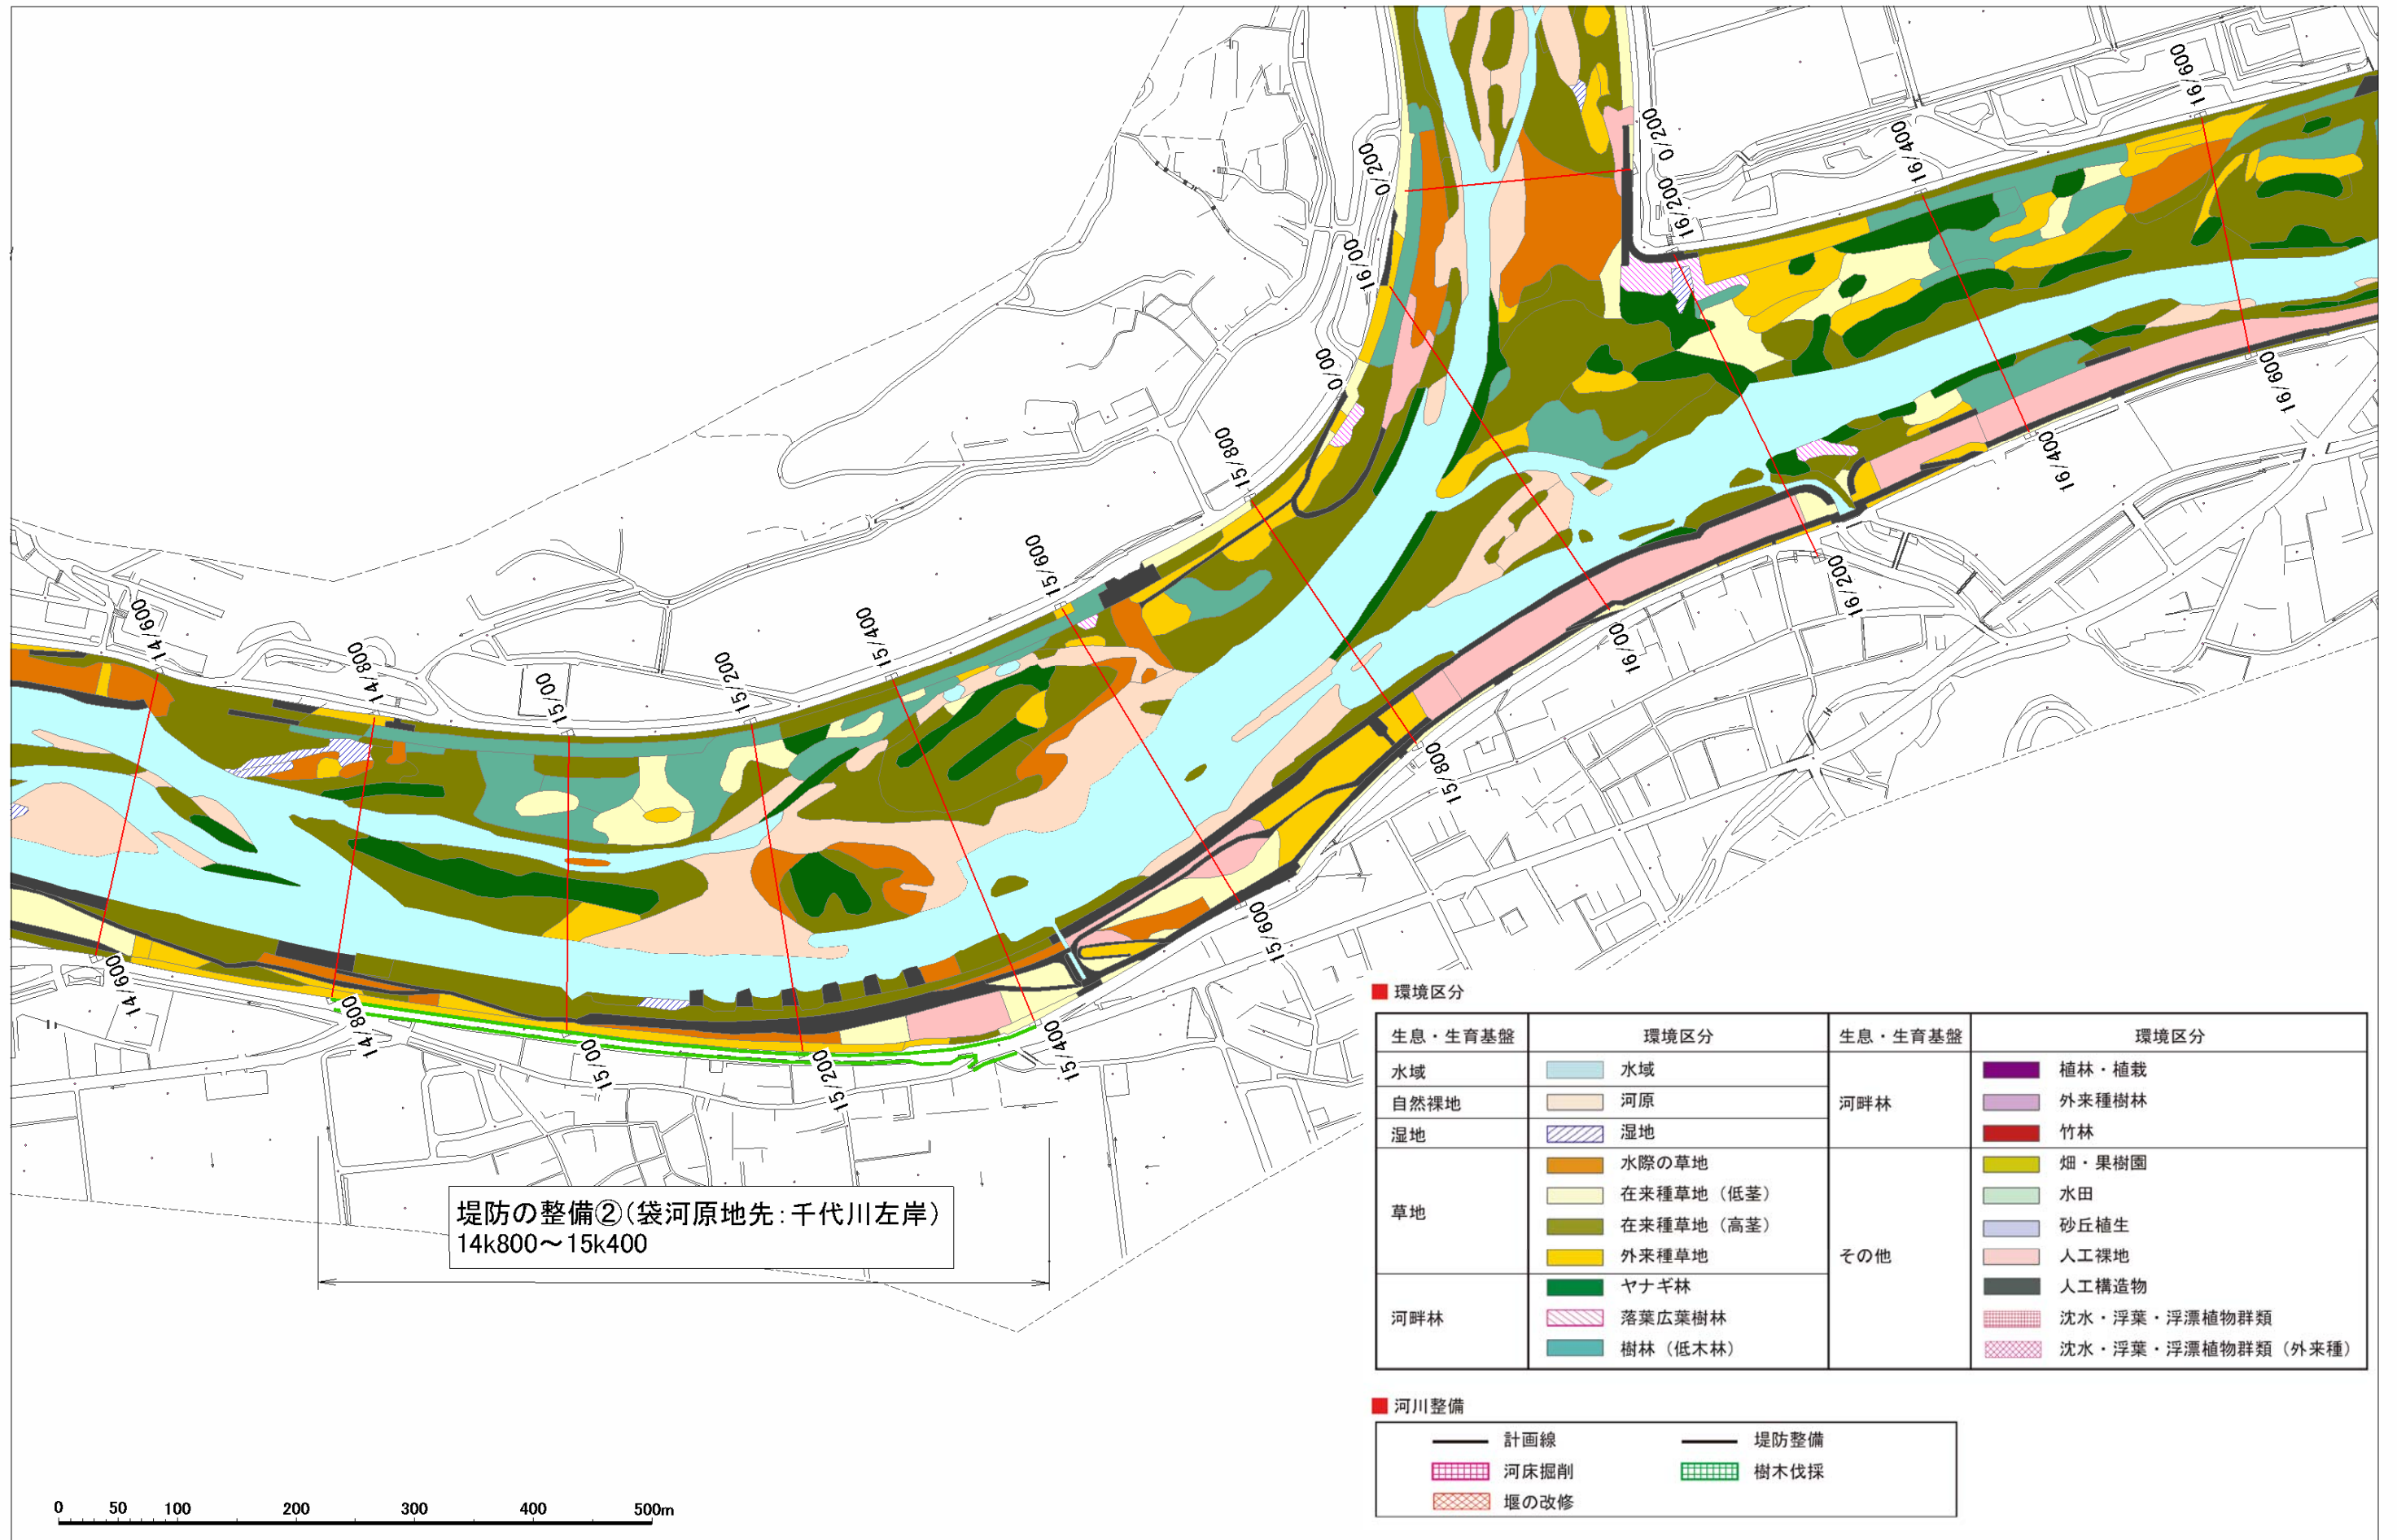 16/600
0/200
16/400
0/200
16/200
16/00
0/00
16/600
15/800
16/400
15/600
16/200
14/600
15/400
16/00
14/800
15/200
15/00
15/800
15/600
14/600
14/800
15/00
15/200
15/400
堤防の整備②(袋河原地先:千代川左岸)
14k800～15k400
環境区分
生息・生育基盤 環境区分 生息・生育基盤 環境区分
水域 水域 河畔林 植林・植栽
自然裸地 河原 外来種樹林
湿地 湿地 竹林
草地 水際の草地 その他 畑・果樹園
在来種草地（低茎） 水田
在来種草地（高茎） 砂丘植生
外来種草地 人工裸地
河畔林 ヤナギ林 人工構造物
落葉広葉樹林 沈水・浮葉・浮漂植物群類
樹林（低木林） 沈水・浮葉・浮漂植物群類（外来種）
河川整備
計画線 堤防整備
河床掘削 樹木伐採
堰の改修
0 50 100 200 300 400 500m